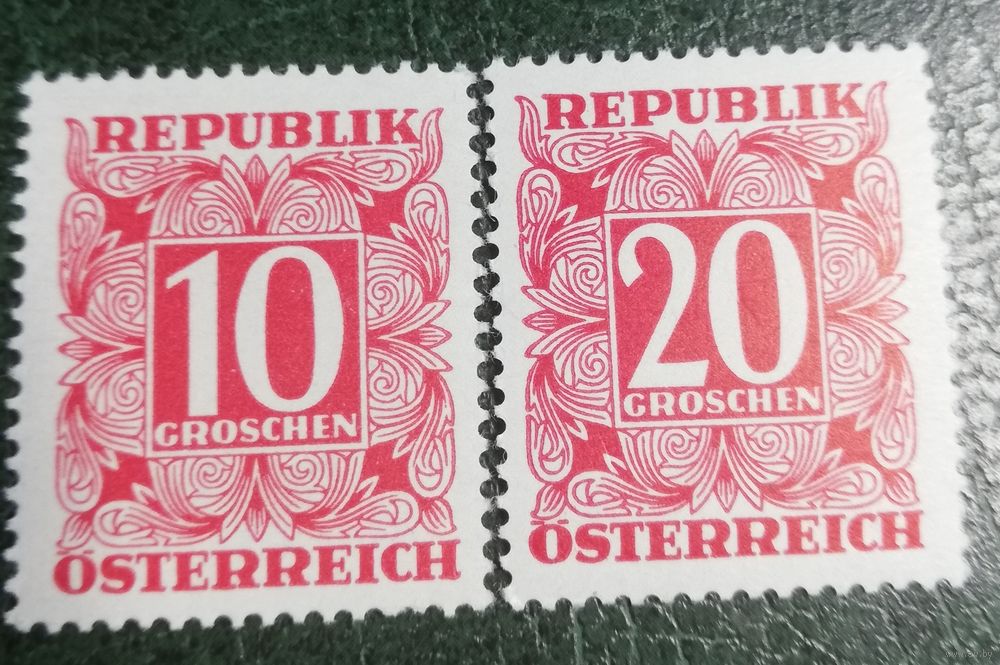 REPUBLIK
10
GROSCHEN
ÖSTERREICH
REPUBLIK
20
GROSCHEN
ÖSTERREICH